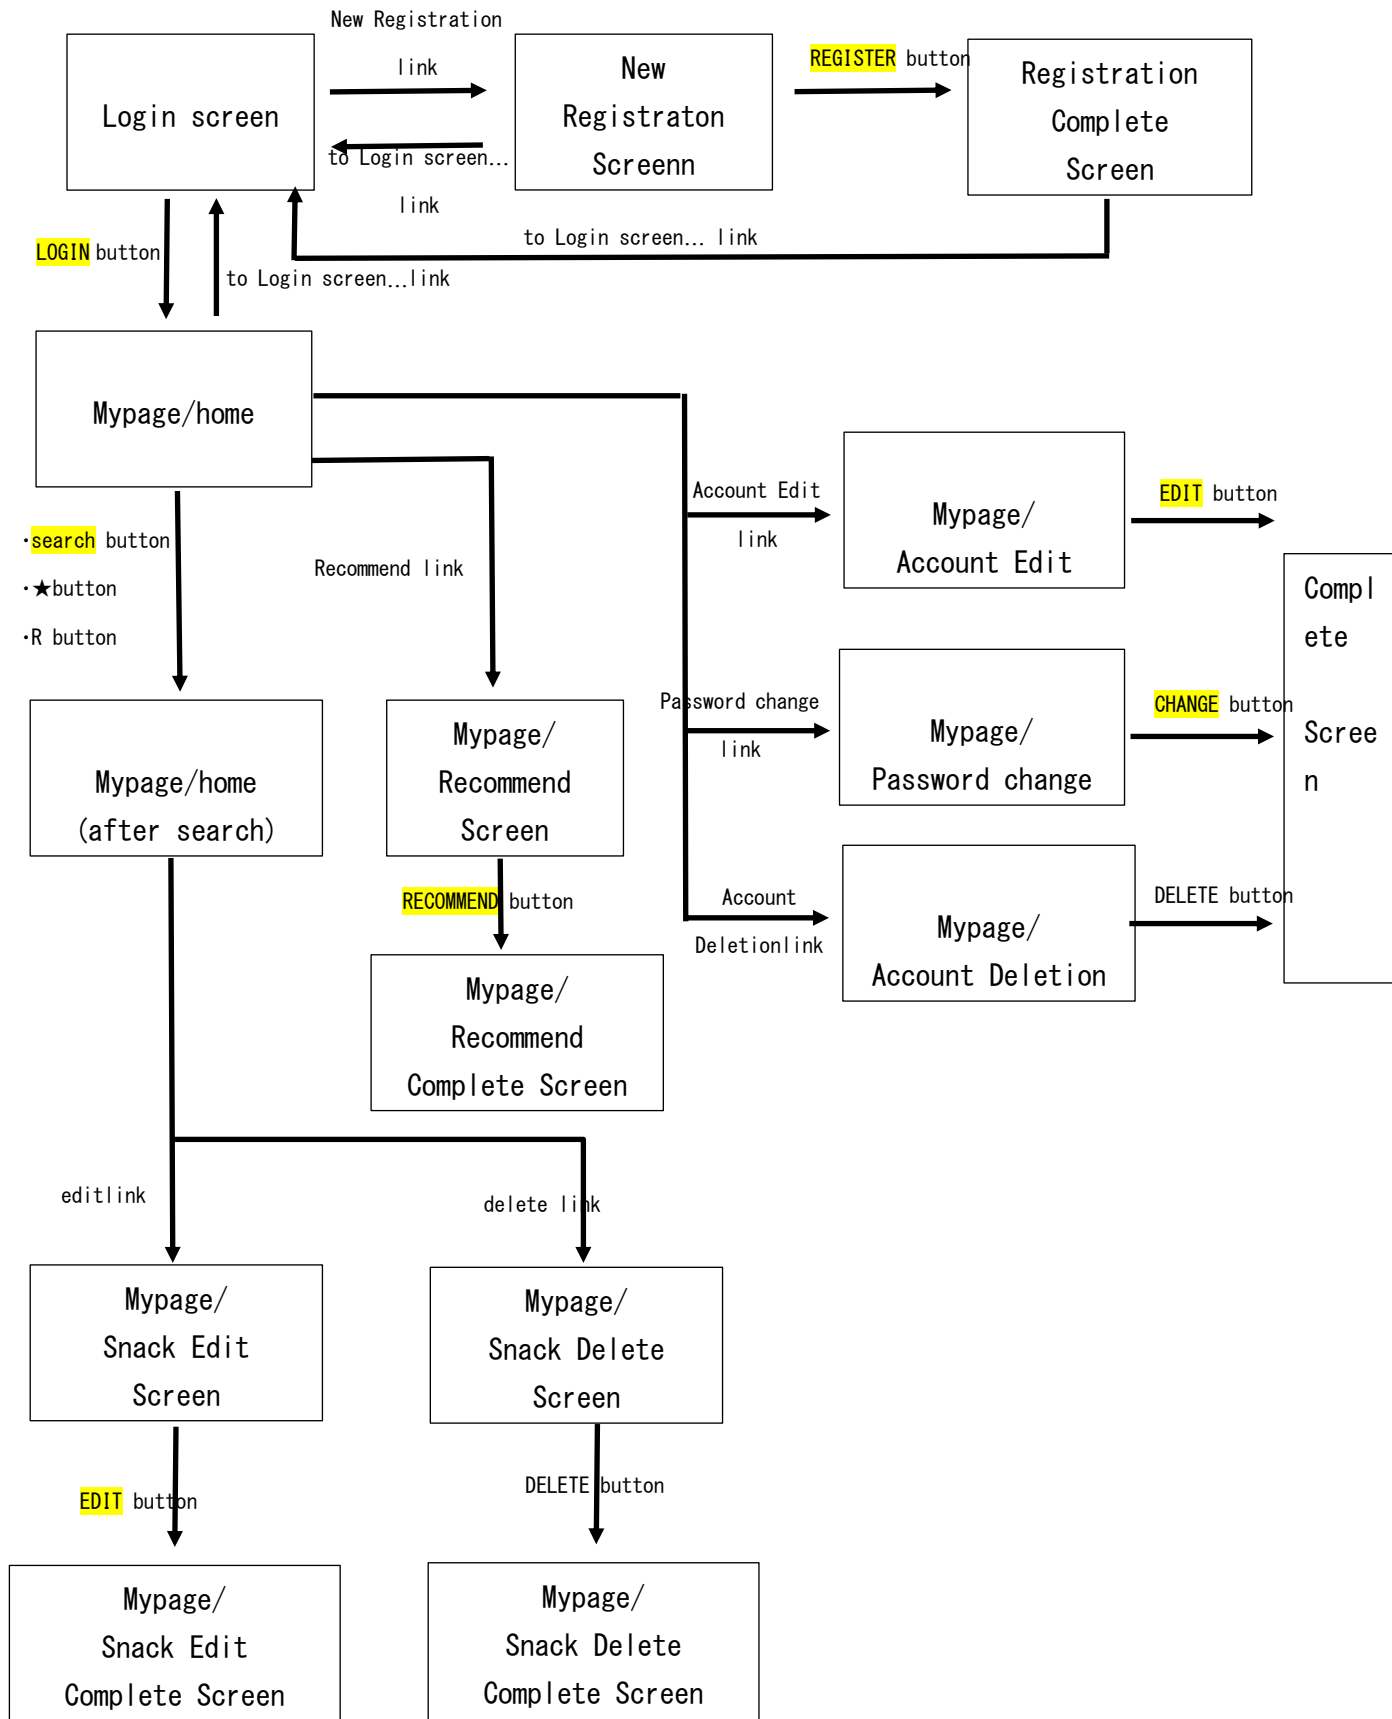 New Registration
link
Login screen
to Login screen…
link
New
Registraton
Screenn
REGISTER button
Registration
Complete
Screen
to Login screen… link
LOGIN button
to Login screen…link
Mypage/home
・search button
・★button
・R button
Recommend link
Account Edit
link
Mypage/
Account Edit
EDIT button
Compl
ete
Scree
n
Password change
link
Mypage/
Password change
CHANGE button
Mypage/home
(after search)
Mypage/
Recommend
Screen
RECOMMEND button
Account
Deletionlink
Mypage/
Account Deletion
DELETE button
Mypage/
Recommend
Complete Screen
editlink
delete link
Mypage/
Snack Edit
Screen
Mypage/
Snack Delete
Screen
EDIT button
DELETE button
Mypage/
Snack Edit
Complete Screen
Mypage/
Snack Delete
Complete Screen